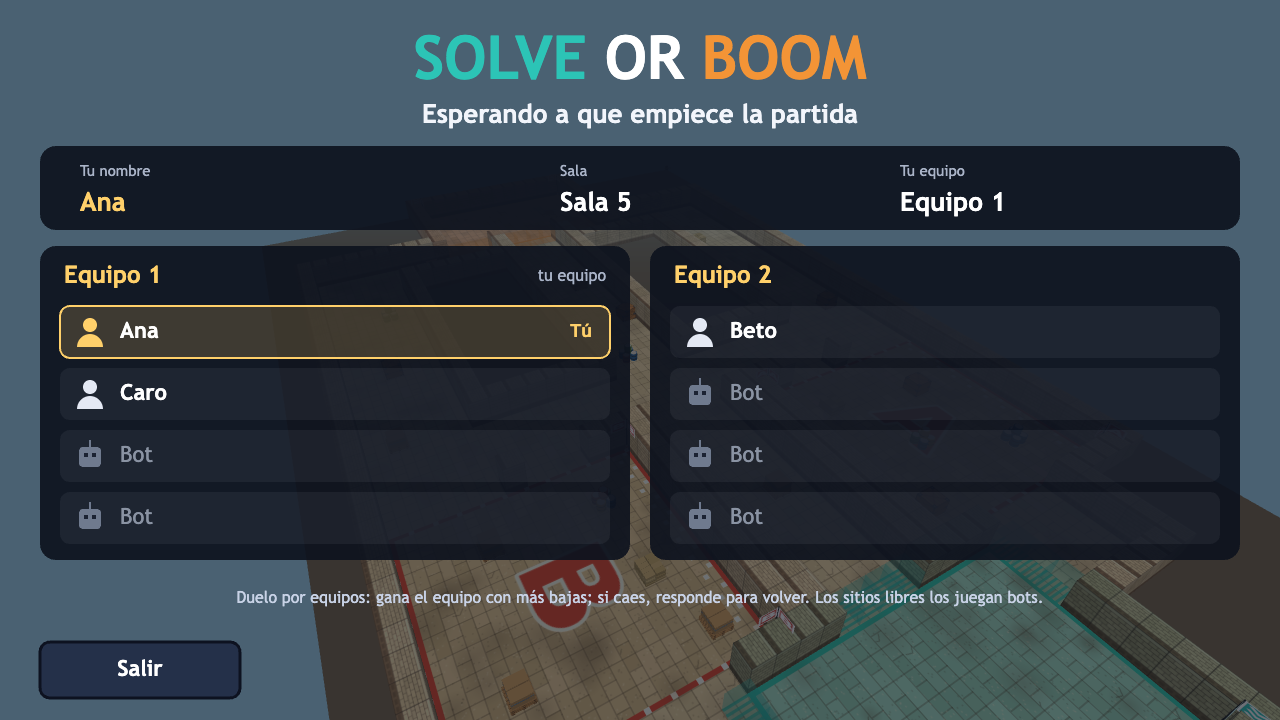 SOLVE OR BOOM
Esperando a que empiece la partida
Tu nombre
Ana
Sala
Sala 5
Tu equipo
Equipo 1
Equipo 1
tu equipo
Ana
Tú
Caro
Bot
Bot
Equipo 2
Beto
Bot
Bot
Bot
B
Duelo por equipos: gana el equipo con más bajas; si caes, responde para volver. Los sitios libres los juegan bots.
Salir